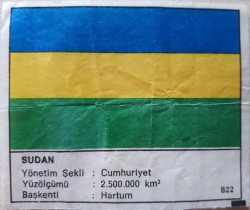 SUDAN
Yönetim Şekli : Cumhuriyet
Yüzölçümü : 2.500.000 km²
Başkenti : Hartum
B22